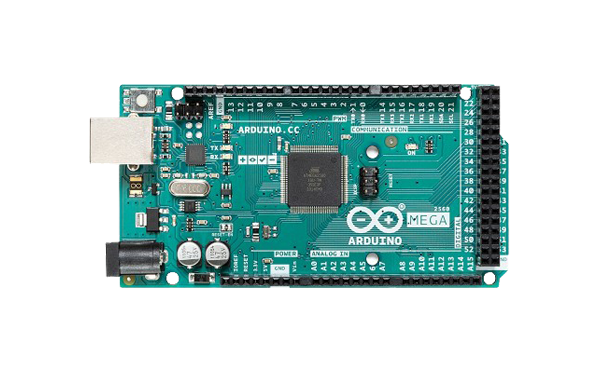 AREF
GND
13
12
11
10
9
8
7
6
5
4
3
2
1
0
PWM
TX3 14
RX3 15
TX2 16
RX2 17
TX1 18
RX1 19
SDA 20
SCL 21
COMMUNICATION
ARDUINO.CC
TX
RX
ON
22
24
26
28
30
32
34
36
38
40
42
44
46
48
50
52
DIGITAL
GND
2560
MEGA
ARDUINO
IOREF
RESET
3.3V
5V
GND
Vin
POWER
ANALOG IN
A0
A1
A2
A3
A4
A5
A6
A7
A8
A9
A10
A11
A12
A13
A14
A15